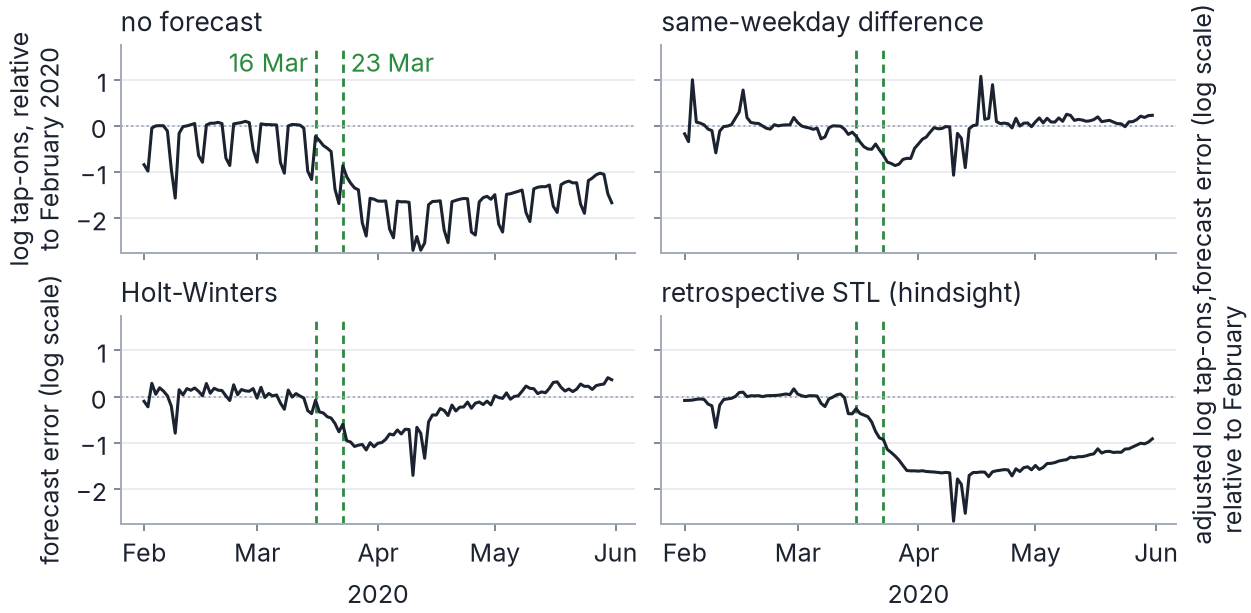 no forecast
same-weekday difference
log tap-ons, relative
to February 2020
16 Mar
23 Mar
1
0
−1
−2
forecast error (log scale)
Holt-Winters
retrospective STL (hindsight)
forecast error (log scale)
1
0
−1
−2
adjusted log tap-ons,
relative to February
Feb
Mar
Apr
May
Jun
Feb
Mar
Apr
May
Jun
2020
2020